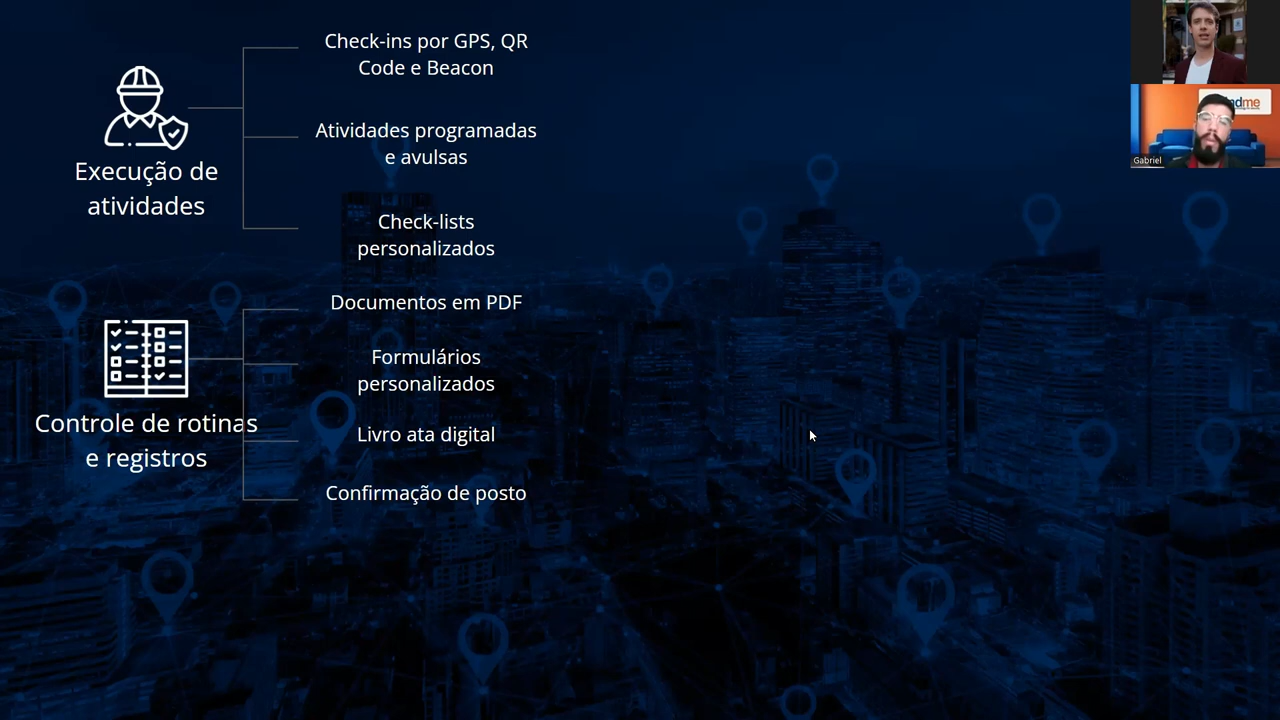 Check-ins por GPS, QR
Code e Beacon
Atividades programadas
e avulsas
Check-lists
personalizados
Execução de
atividades
Documentos em PDF
Formulários
personalizados
Livro ata digital
Confirmação de posto
Controle de rotinas
e registros
Gabriel